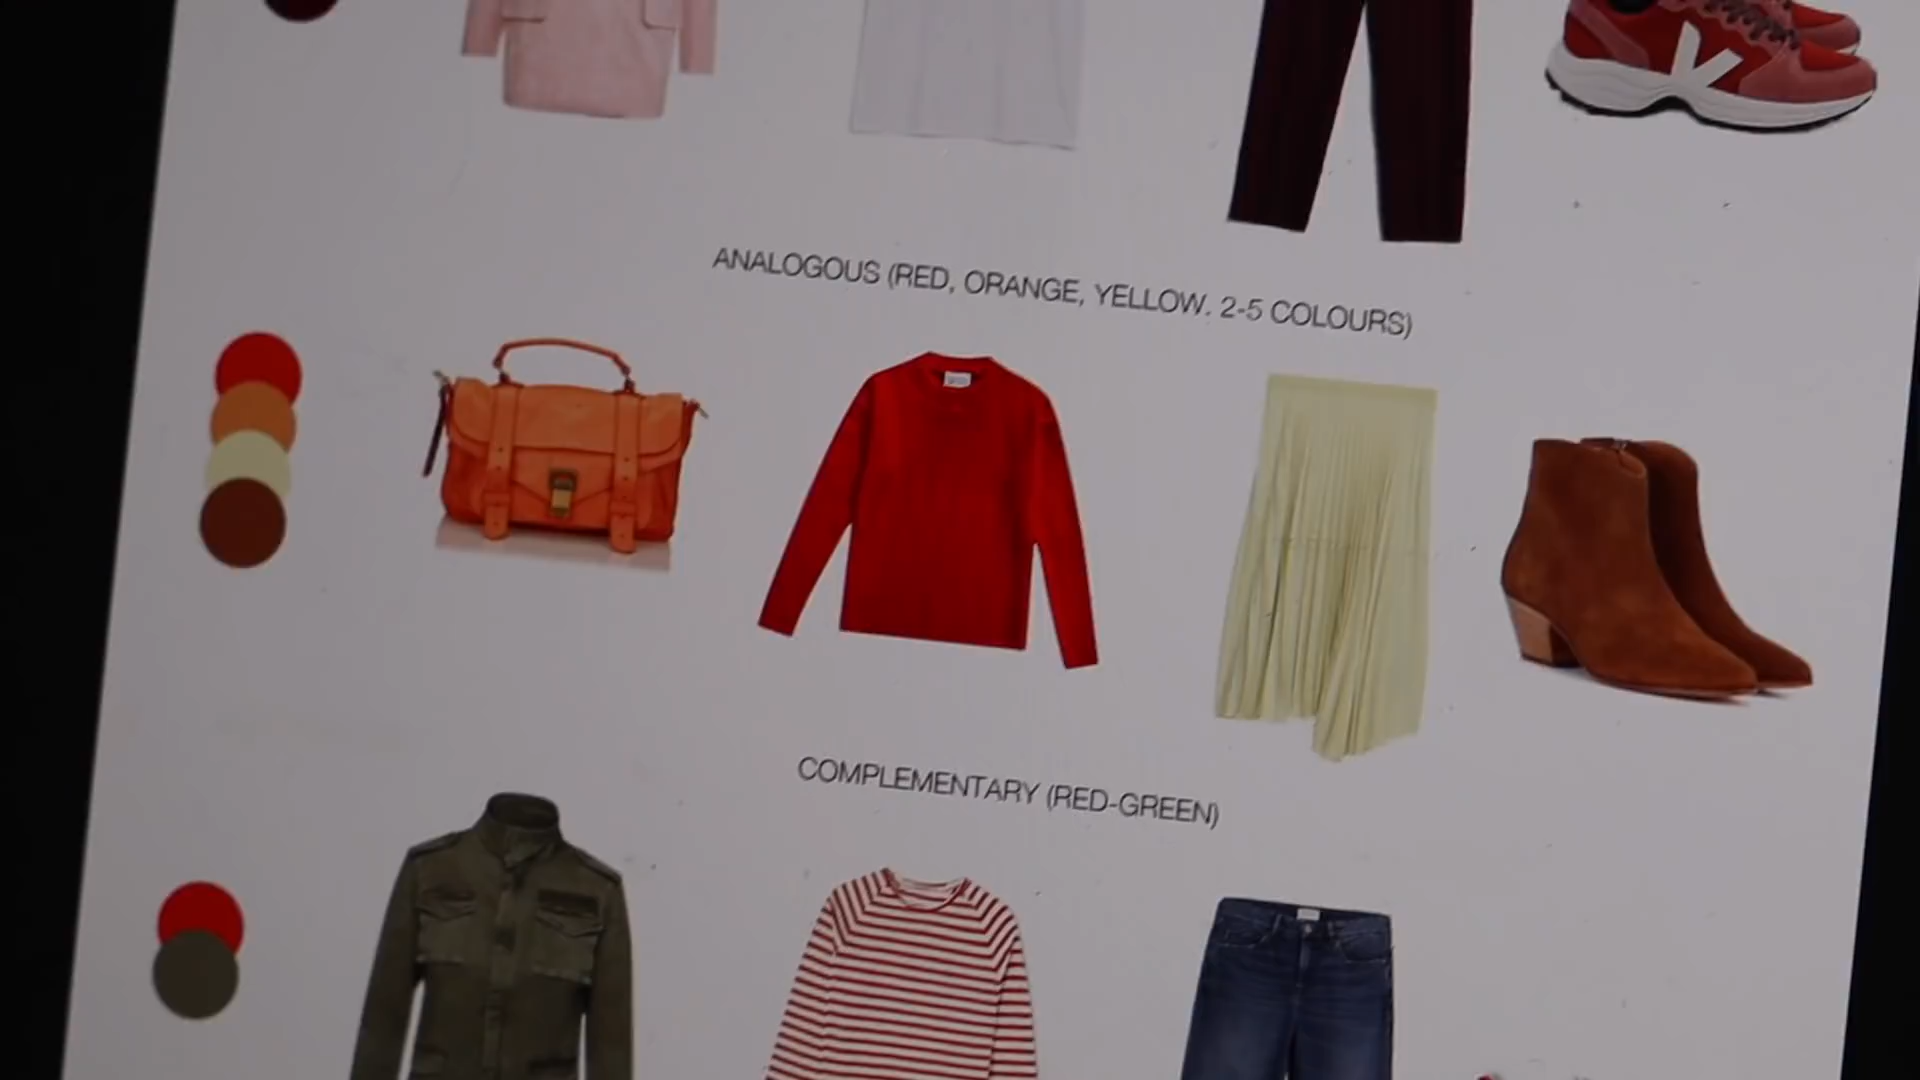 ANALOGOUS (RED, ORANGE, YELLOW. 2-5 COLOURS)
COMPLEMENTARY (RED-GREEN)